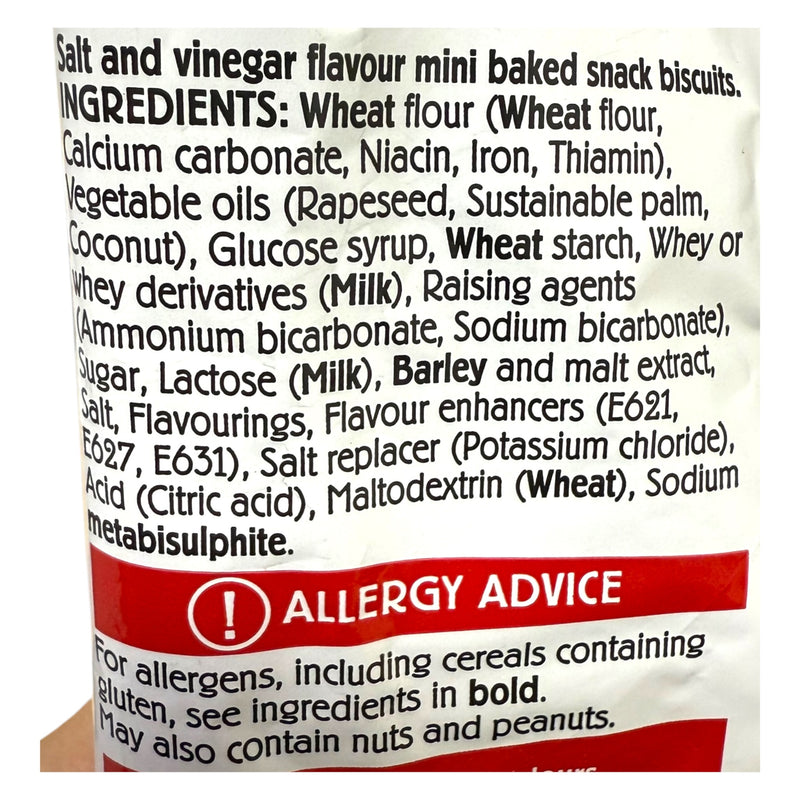 Salt and vinegar flavour mini baked snack biscuits.
INGREDIENTS: Wheat flour (Wheat flour,
Calcium carbonate, Niacin, Iron, Thiamin),
Vegetable oils (Rapeseed, Sustainable palm,
Coconut), Glucose syrup, Wheat starch, Whey or
whey derivatives (Milk), Raising agents
(Ammonium bicarbonate, Sodium bicarbonate),
Sugar, Lactose (Milk), Barley and malt extract,
Salt, Flavourings, Flavour enhancers (E621,
E627, E631), Salt replacer (Potassium chloride),
Acid (Citric acid), Maltodextrin (Wheat), Sodium
metabisulphite.
! ALLERGY ADVICE
For allergens, including cereals containing
gluten, see ingredients in bold.
May also contain nuts and peanuts.